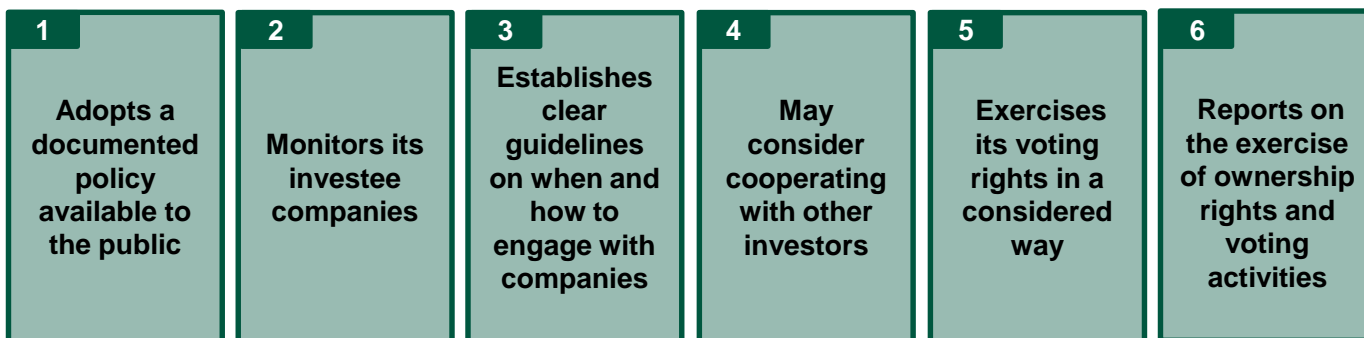 1
Adopts a
documented
policy
available to
the public
2
Monitors its
investee
companies
3
Establishes
clear
guidelines
on when and
how to
engage with
companies
4
May
consider
cooperating
with other
investors
5
Exercises
its voting
rights in a
considered
way
6
Reports on
the exercise
of ownership
rights and
voting
activities